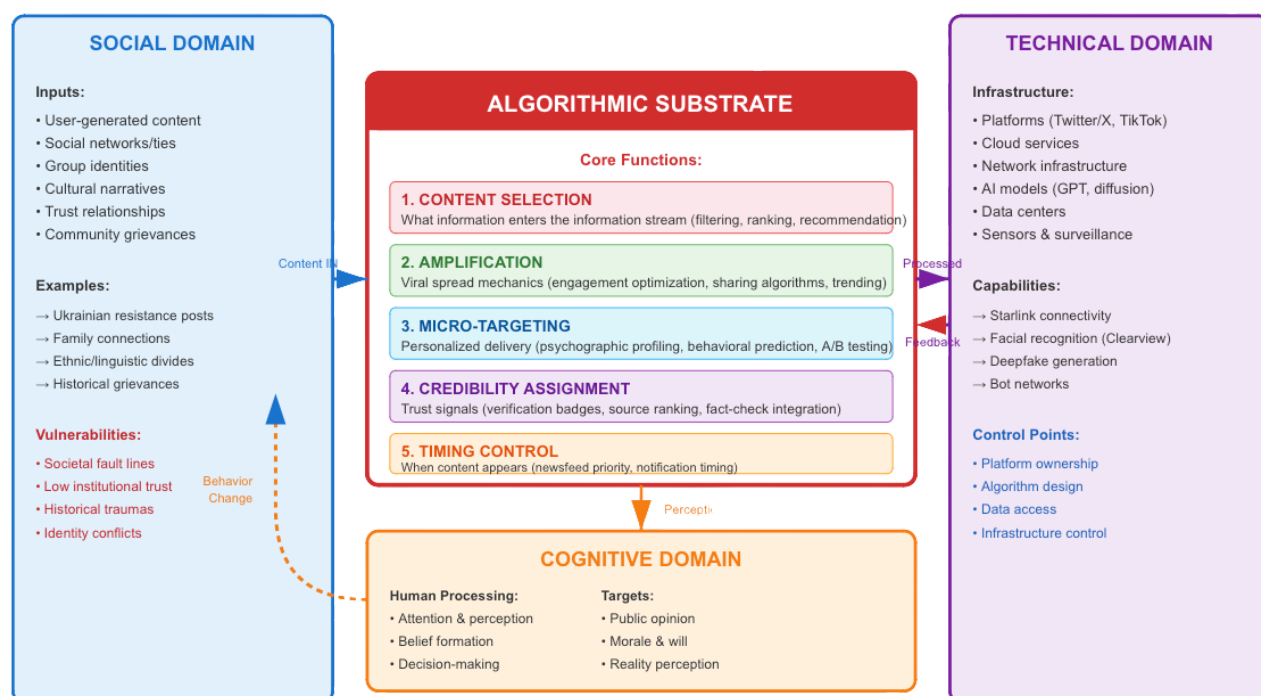 SOCIAL DOMAIN
Inputs:
• User-generated content
• Social networks/ties
• Group identities
• Cultural narratives
• Trust relationships
• Community grievances
Examples:
→ Ukrainian resistance posts
→ Family connections
→ Ethnic/linguistic divides
→ Historical grievances
Vulnerabilities:
• Societal fault lines
• Low institutional trust
• Historical traumas
• Identity conflicts
Content IN
Behavior
Change
ALGORITHMIC SUBSTRATE
Core Functions:
1. CONTENT SELECTION
What information enters the information stream (filtering, ranking, recommendation)
2. AMPLIFICATION
Viral spread mechanics (engagement optimization, sharing algorithms, trending)
3. MICRO-TARGETING
Personalized delivery (psychographic profiling, behavioral prediction, A/B testing)
4. CREDIBILITY ASSIGNMENT
Trust signals (verification badges, source ranking, fact-check integration)
5. TIMING CONTROL
When content appears (newsfeed priority, notification timing)
Processed
Feedback
COGNITIVE DOMAIN
Human Processing:
• Attention & perception
• Belief formation
• Decision-making
Targets:
• Public opinion
• Morale & will
• Reality perception
TECHNICAL DOMAIN
Infrastructure:
• Platforms (Twitter/X, TikTok)
• Cloud services
• Network infrastructure
• AI models (GPT, diffusion)
• Data centers
• Sensors & surveillance
Capabilities:
→ Starlink connectivity
→ Facial recognition (Clearview)
→ Deepfake generation
→ Bot networks
Control Points:
• Platform ownership
• Algorithm design
• Data access
• Infrastructure control